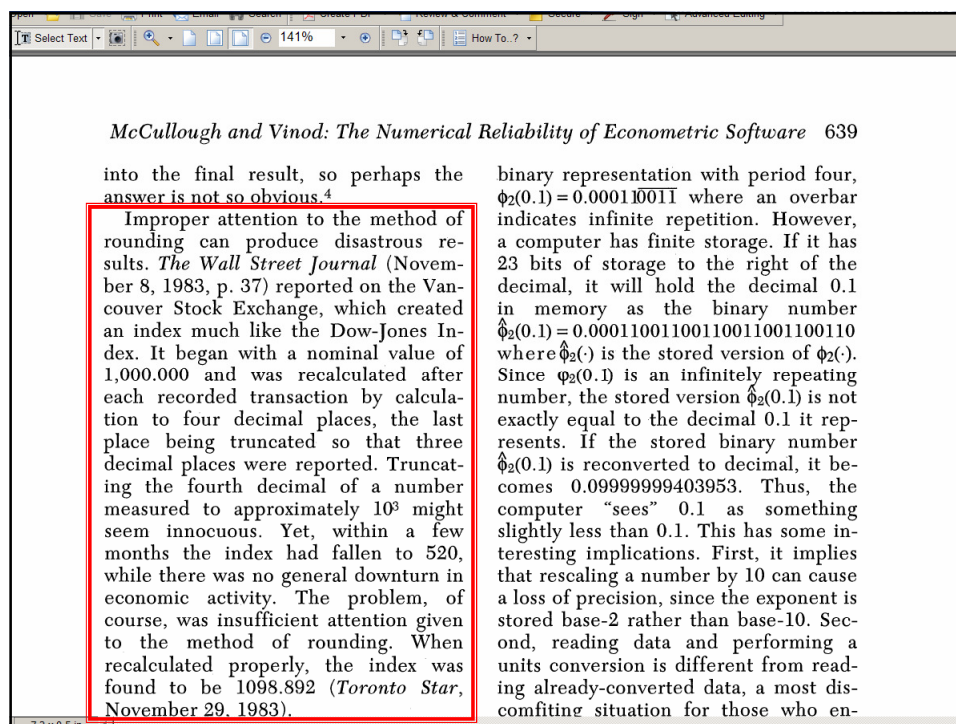 Select Text
141%
How To..?
McCullough and Vinod: The Numerical Reliability of Econometric Software 639
into the final result, so perhaps the
answer is not so obvious.⁴
Improper attention to the method of
rounding can produce disastrous re-
sults. The Wall Street Journal (Novem-
ber 8, 1983, p. 37) reported on the Van-
couver Stock Exchange, which created
an index much like the Dow-Jones In-
dex. It began with a nominal value of
1,000.000 and was recalculated after
each recorded transaction by calcula-
tion to four decimal places, the last
place being truncated so that three
decimal places were reported. Truncat-
ing the fourth decimal of a number
measured to approximately 10³ might
seem innocuous. Yet, within a few
months the index had fallen to 520,
while there was no general downturn in
economic activity. The problem, of
course, was insufficient attention given
to the method of rounding. When
recalculated properly, the index was
found to be 1098.892 (Toronto Star,
November 29, 1983).
binary representation with period four,
ϕ₂(0.1) = 0.000110̅0̅1̅1̅ where an overbar
indicates infinite repetition. However,
a computer has finite storage. If it has
23 bits of storage to the right of the
decimal, it will hold the decimal 0.1
in memory as the binary number
ϕ̂₂(0.1) = 0.00011001100110011001100110
where ϕ̂₂(·) is the stored version of ϕ₂(·).
Since φ₂(0.1) is an infinitely repeating
number, the stored version ϕ̂₂(0.1) is not
exactly equal to the decimal 0.1 it rep-
resents. If the stored binary number
ϕ̂₂(0.1) is reconverted to decimal, it be-
comes 0.09999999403953. Thus, the
computer “sees” 0.1 as something
slightly less than 0.1. This has some in-
teresting implications. First, it implies
that rescaling a number by 10 can cause
a loss of precision, since the exponent is
stored base-2 rather than base-10. Sec-
ond, reading data and performing a
units conversion is different from read-
ing already-converted data, a most dis-
comfiting situation for those who en-